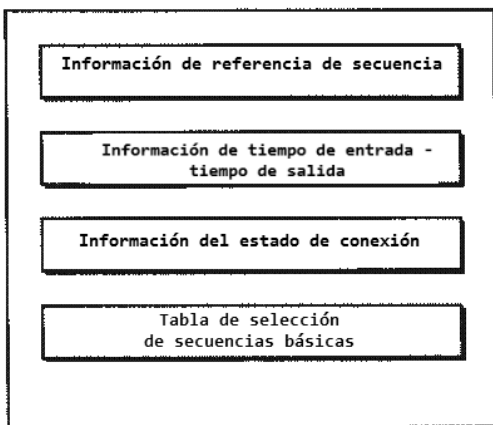 Información de referencia de secuencia
Información de tiempo de entrada -
tiempo de salida
Información del estado de conexión
Tabla de selección
de secuencias básicas